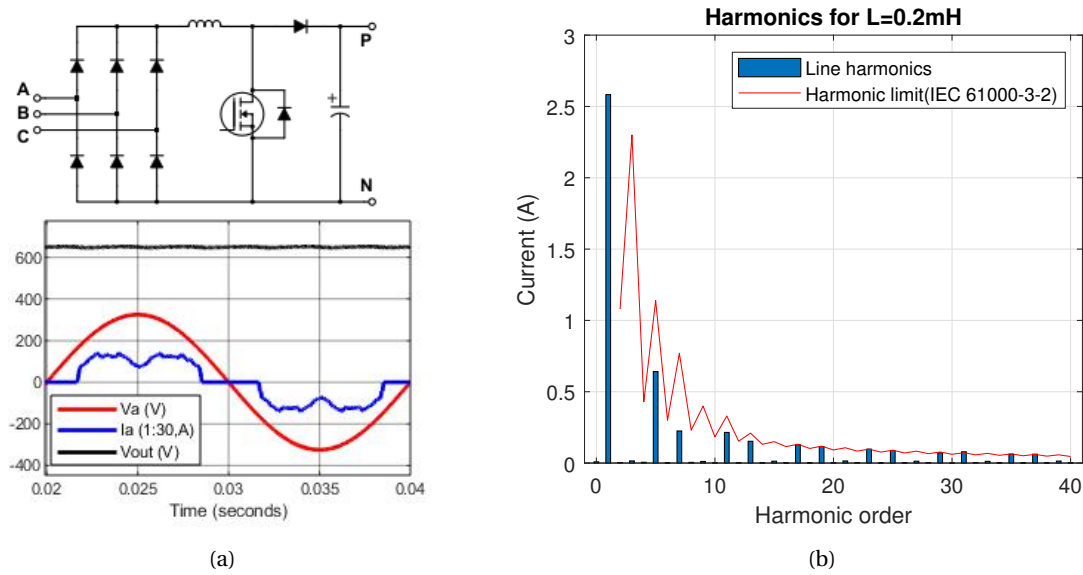 P
A
B
C
+
N
600
400
200
0
-200
-400
Va (V)
Ia (1:30,A)
Vout (V)
0.02 0.025 0.03 0.035 0.04
Time (seconds)
(a)
Harmonics for L=0.2mH
Line harmonics
Harmonic limit(IEC 61000-3-2)
3
2.5
2
1.5
1
0.5
0
Current (A)
0 10 20 30 40
Harmonic order
(b)